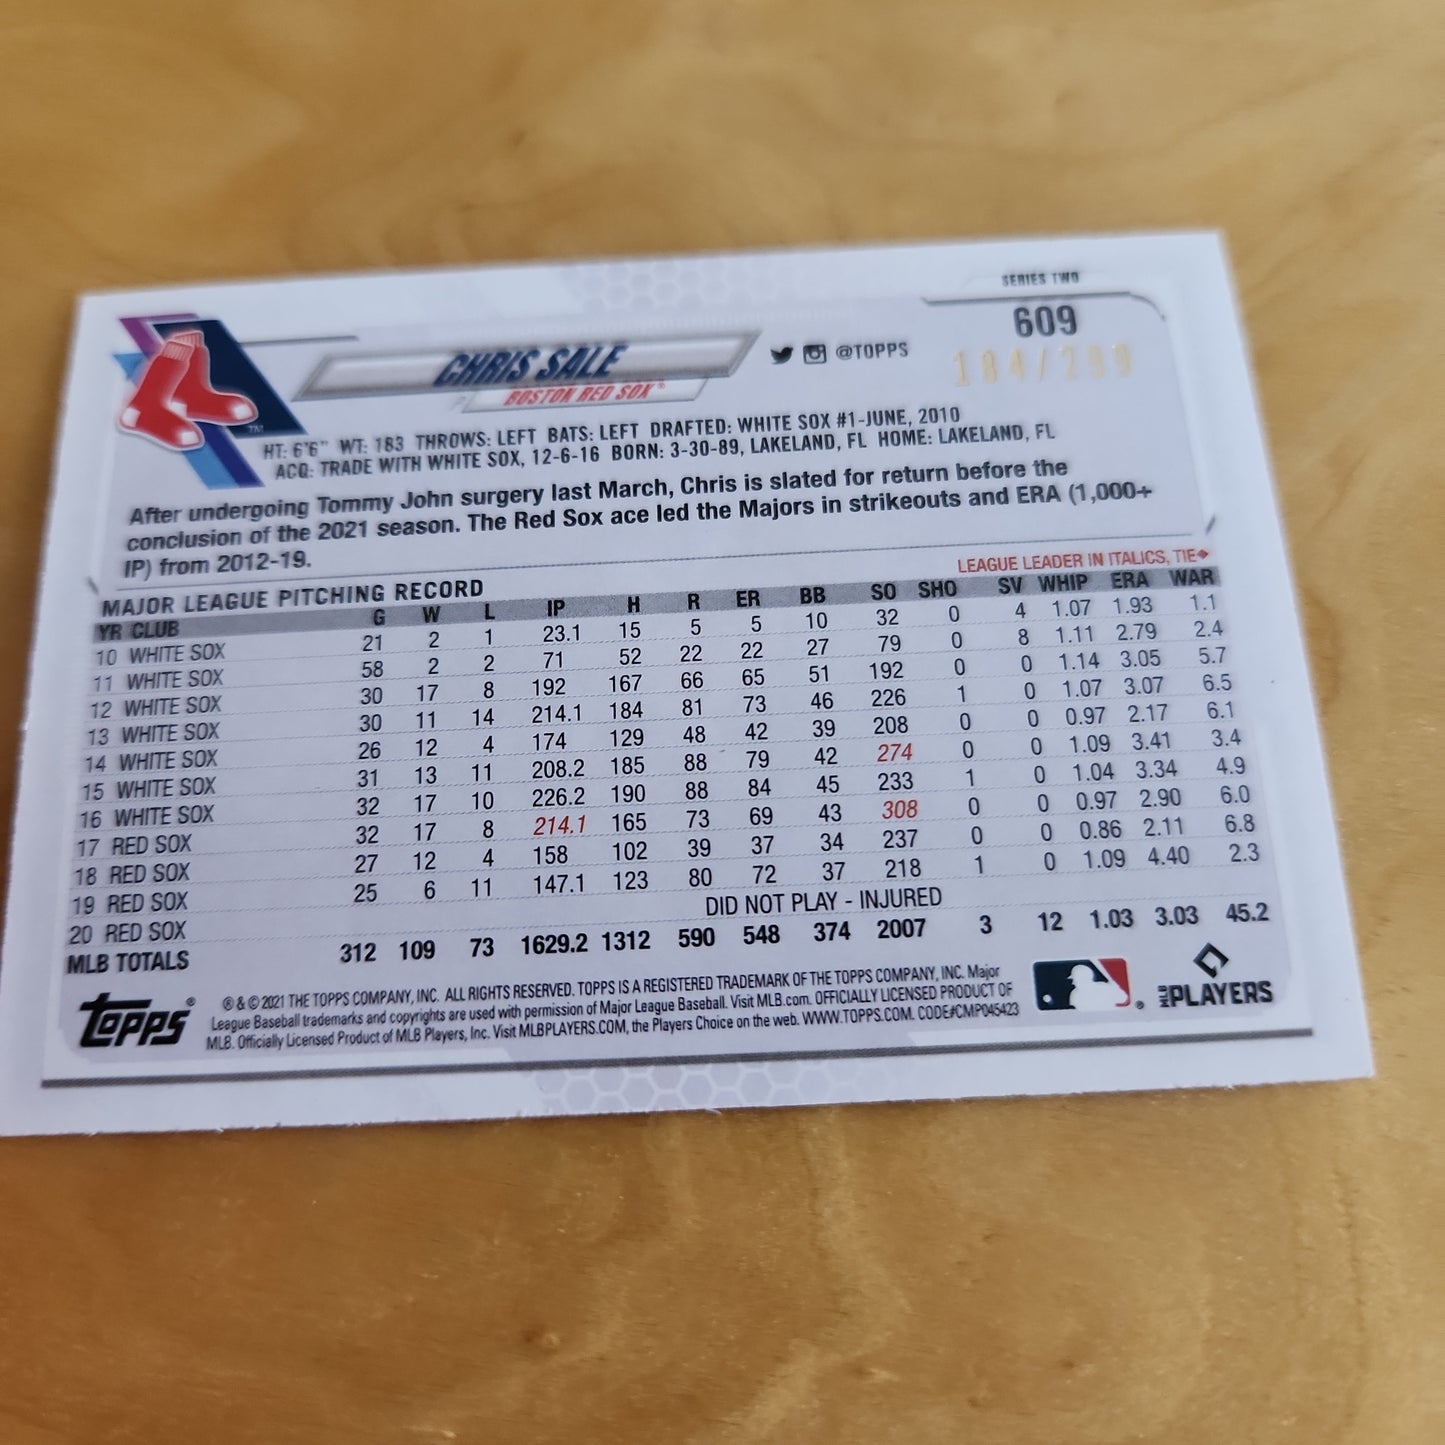 SERIES TWO
609
184/299
CHRIS SALE
BOSTON RED SOX®
@TOPPS
TM
HT: 6'6" WT: 183 THROWS: LEFT BATS: LEFT DRAFTED: WHITE SOX #1-JUNE, 2010
ACQ: TRADE WITH WHITE SOX, 12-6-16 BORN: 3-30-89, LAKELAND, FL HOME: LAKELAND, FL
After undergoing Tommy John surgery last March, Chris is slated for return before the
conclusion of the 2021 season. The Red Sox ace led the Majors in strikeouts and ERA (1,000+
IP) from 2012-19.
MAJOR LEAGUE PITCHING RECORD
LEAGUE LEADER IN ITALICS, TIE◆
YR CLUB G W L IP H R ER BB SO SHO SV WHIP ERA WAR
10 WHITE SOX 21 2 1 23.1 15 5 5 10 32 0 4 1.07 1.93 1.1
11 WHITE SOX 58 2 2 71 52 22 22 27 79 0 8 1.11 2.79 2.4
12 WHITE SOX 30 17 8 192 167 66 65 51 192 0 0 1.14 3.05 5.7
13 WHITE SOX 30 11 14 214.1 184 81 73 46 226 1 0 1.07 3.07 6.5
14 WHITE SOX 26 12 4 174 129 48 42 39 208 0 0 0.97 2.17 6.1
15 WHITE SOX 31 13 11 208.2 185 88 79 42 274 0 0 1.09 3.41 3.4
16 WHITE SOX 32 17 10 226.2 190 88 84 45 233 1 0 1.04 3.34 4.9
17 RED SOX 32 17 8 214.1 165 73 69 43 308 0 0 0.97 2.90 6.0
18 RED SOX 27 12 4 158 102 39 37 34 237 0 0 0.86 2.11 6.8
19 RED SOX 25 6 11 147.1 123 80 72 37 218 1 0 1.09 4.40 2.3
20 RED SOX DID NOT PLAY - INJURED
MLB TOTALS 312 109 73 1629.2 1312 590 548 374 2007 3 12 1.03 3.03 45.2
TOPPS®
® & © 2021 THE TOPPS COMPANY, INC. ALL RIGHTS RESERVED. TOPPS IS A REGISTERED TRADEMARK OF THE TOPPS COMPANY, INC. Major
League Baseball trademarks and copyrights are used with permission of Major League Baseball. Visit MLB.com. OFFICIALLY LICENSED PRODUCT OF
MLB. Officially Licensed Product of MLB Players, Inc. Visit MLBPLAYERS.COM, the Players Choice on the web. WWW.TOPPS.COM. CODE#CMP045423
®
MLB PLAYERS